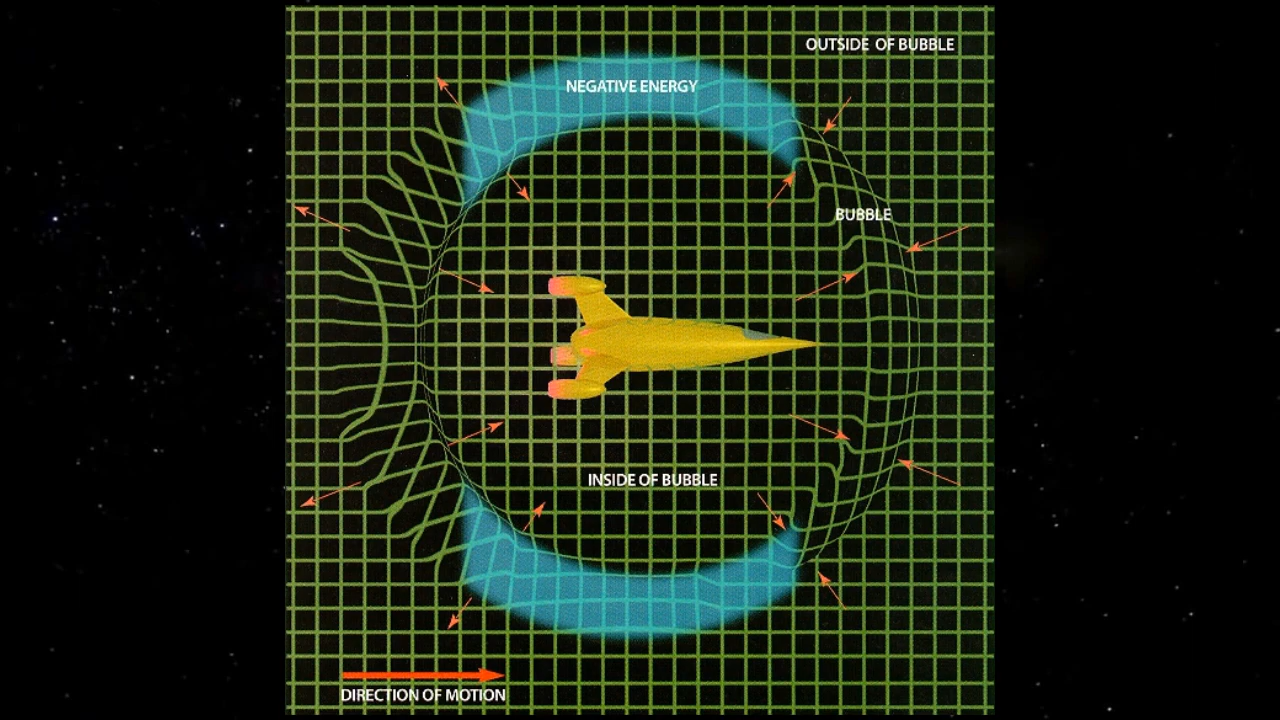 OUTSIDE OF BUBBLE
NEGATIVE ENERGY
BUBBLE
INSIDE OF BUBBLE
DIRECTION OF MOTION